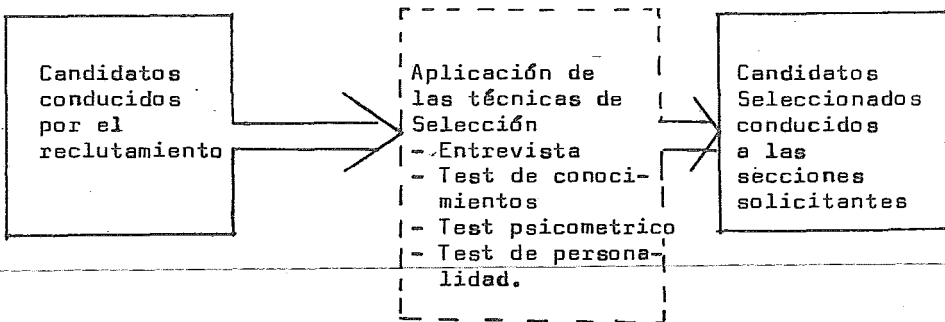 Candidatos
conducidos
por el
reclutamiento
Aplicación de
las técnicas de
Selección
- Entrevista
- Test de conoci-
mientos
- Test psicometrico
- Test de persona-
lidad.
Candidatos
Seleccionados
conducidos
a las
secciones
solicitantes